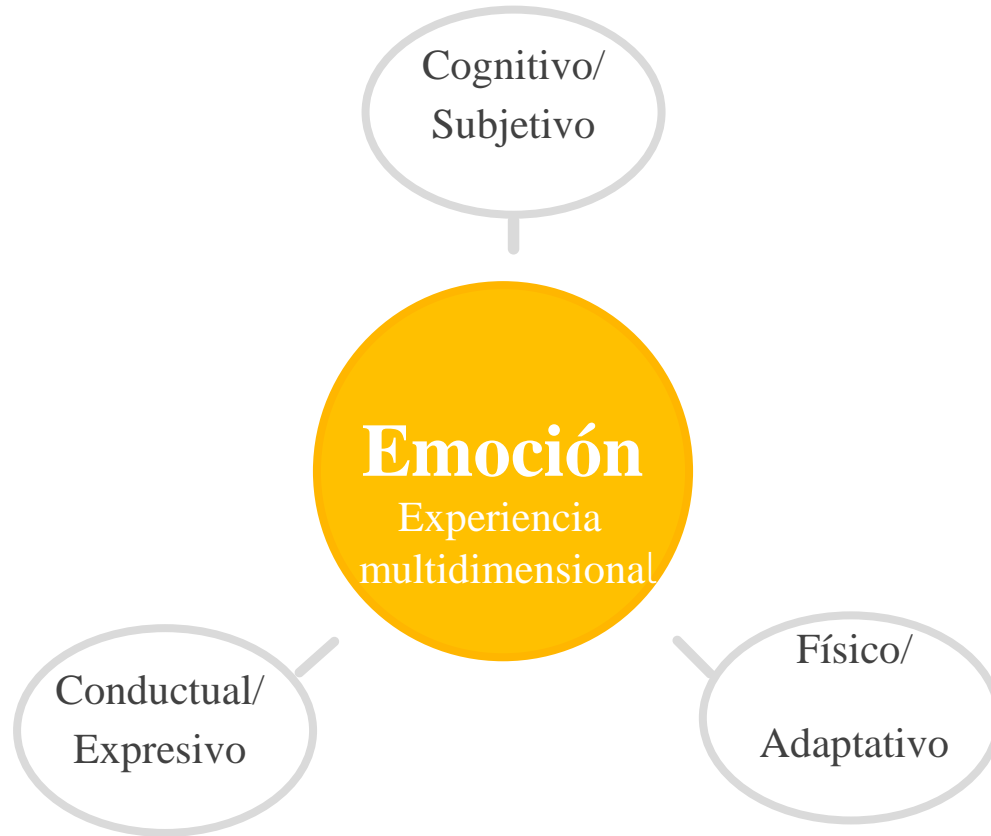 Cognitivo/
Subjetivo
Emoción
Experiencia
multidimensional
Conductual/
Expresivo
Físico/
Adaptativo